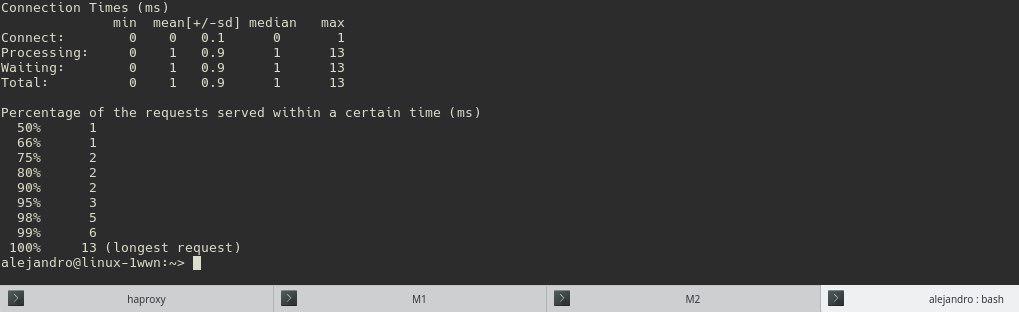 Connection Times (ms)
              min  mean[+/-sd] median   max
Connect:        0    0   0.1      0       1
Processing:     0    1   0.9      1      13
Waiting:        0    1   0.9      1      13
Total:          0    1   0.9      1      13

Percentage of the requests served within a certain time (ms)
  50%      1
  66%      1
  75%      2
  80%      2
  90%      2
  95%      3
  98%      5
  99%      6
 100%     13 (longest request)
alejandro@linux-1wwn:~>
haproxy
M1
M2
alejandro : bash